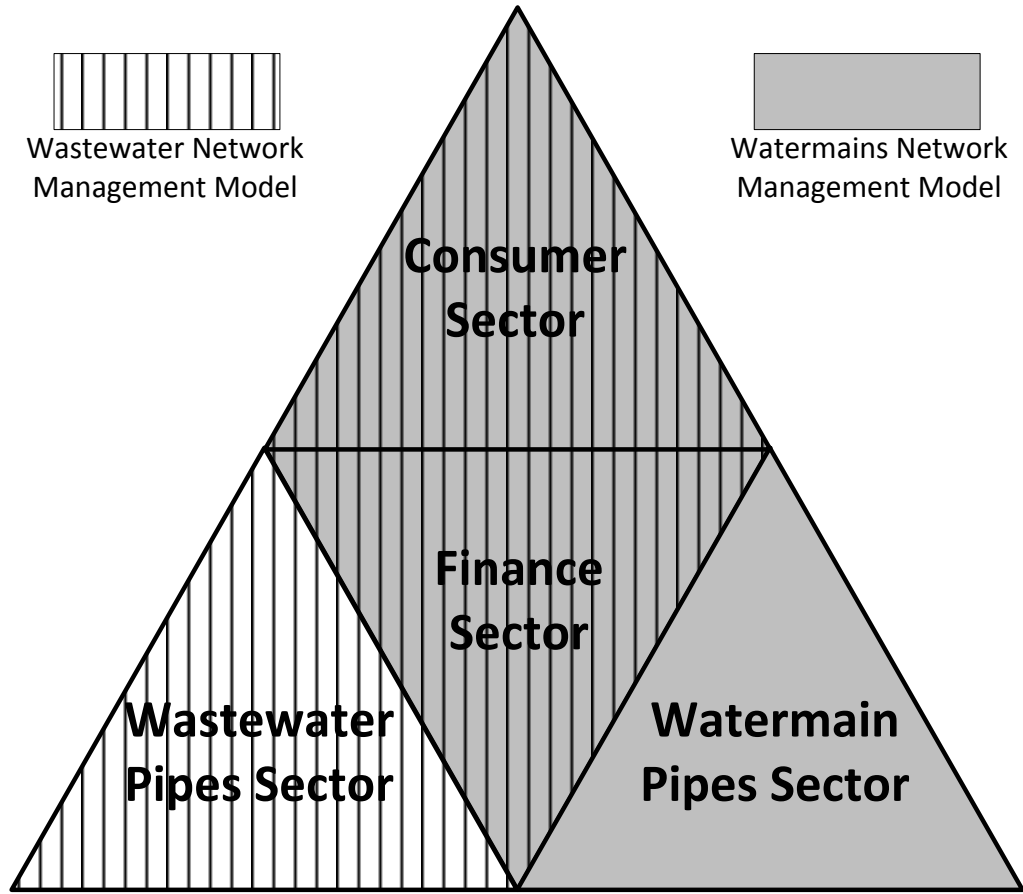 Wastewater Network
Management Model
Watermains Network
Management Model
Consumer
Sector
Finance
Sector
Wastewater
Pipes Sector
Watermain
Pipes Sector